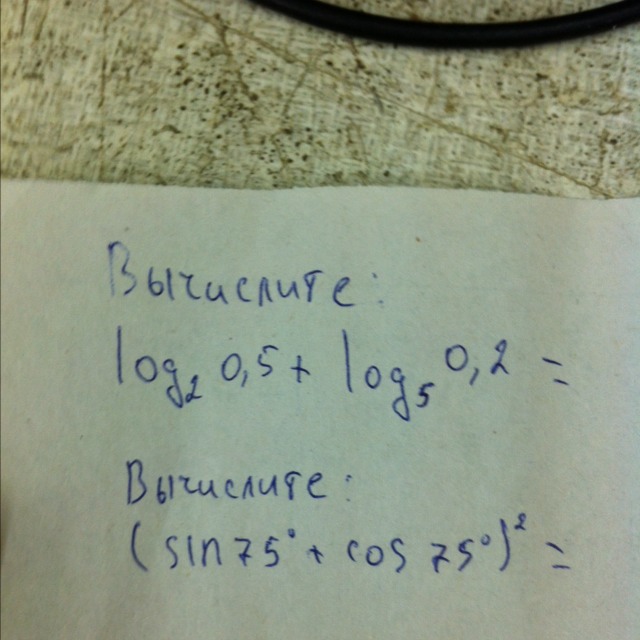 Вычислите:
log₂ 0,5 + log₅ 0,2 =
Вычислите:
(sin 75° + cos 75°)² =